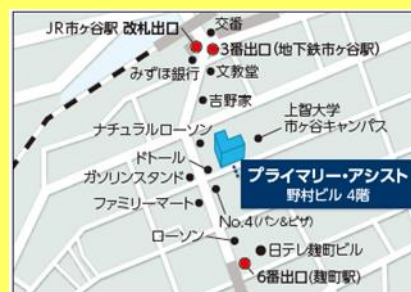 交番
JR市ヶ谷駅 改札出口
3番出口(地下鉄市ヶ谷駅)
みずほ銀行
文教堂
吉野家
上智大学
市ヶ谷キャンパス
ナチュラルローソン
ドトール
ガソリンスタンド
プライマリー・アシスト
野村ビル 4階
ファミリーマート
No.4(パン&ピザ)
ローソン
日テレ麹町ビル
6番出口(麹町駅)